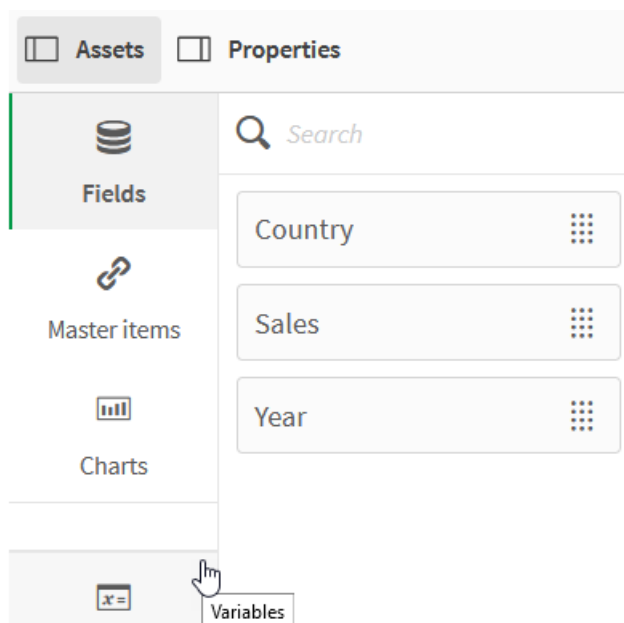 Assets
Properties
Fields
Search
Country
Master items
Sales
Year
Charts
x=
Variables